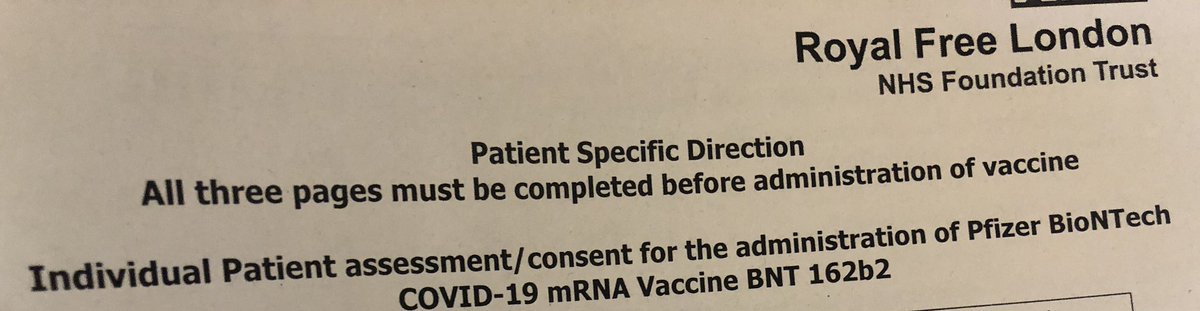 Royal Free London
NHS Foundation Trust
Patient Specific Direction
All three pages must be completed before administration of vaccine
Individual Patient assessment/consent for the administration of Pfizer BioNTech
COVID-19 mRNA Vaccine BNT 162b2